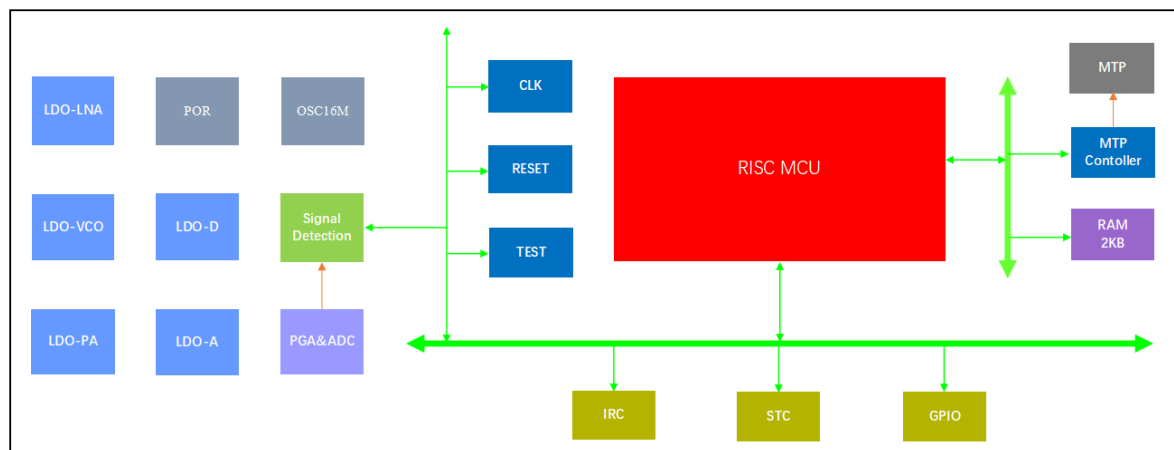 LDO-LNA
POR
OSC16M
CLK
RISC MCU
MTP
MTP
Contoller
RESET
LDO-VCO
LDO-D
Signal
Detection
TEST
RAM
2KB
LDO-PA
LDO-A
PGA&ADC
IRC
STC
GPIO